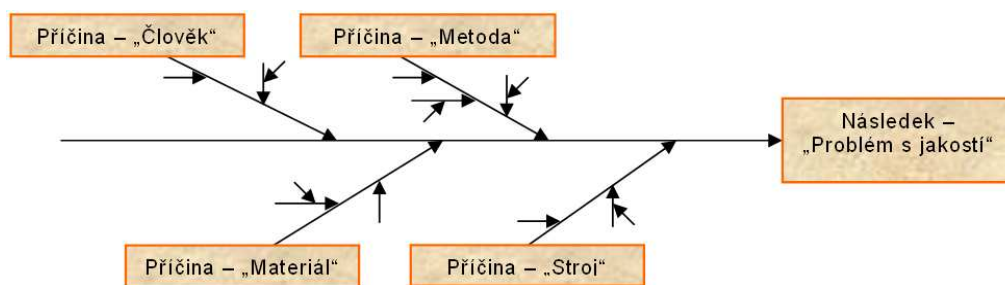 Příčina – „Člověk“
Příčina – „Metoda“
Následek –
„Problém s jakostí“
Příčina – „Materiál“
Příčina – „Stroj“